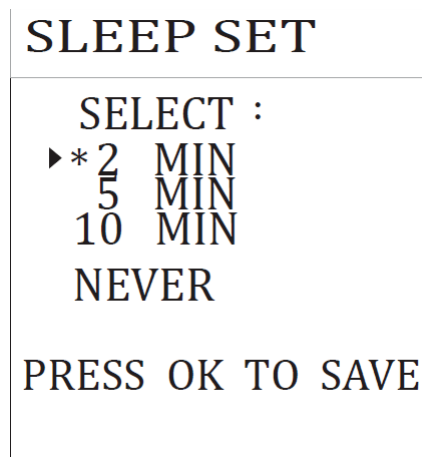 SLEEP SET
SELECT :
▶*2 MIN
5 MIN
10 MIN
NEVER
PRESS OK TO SAVE